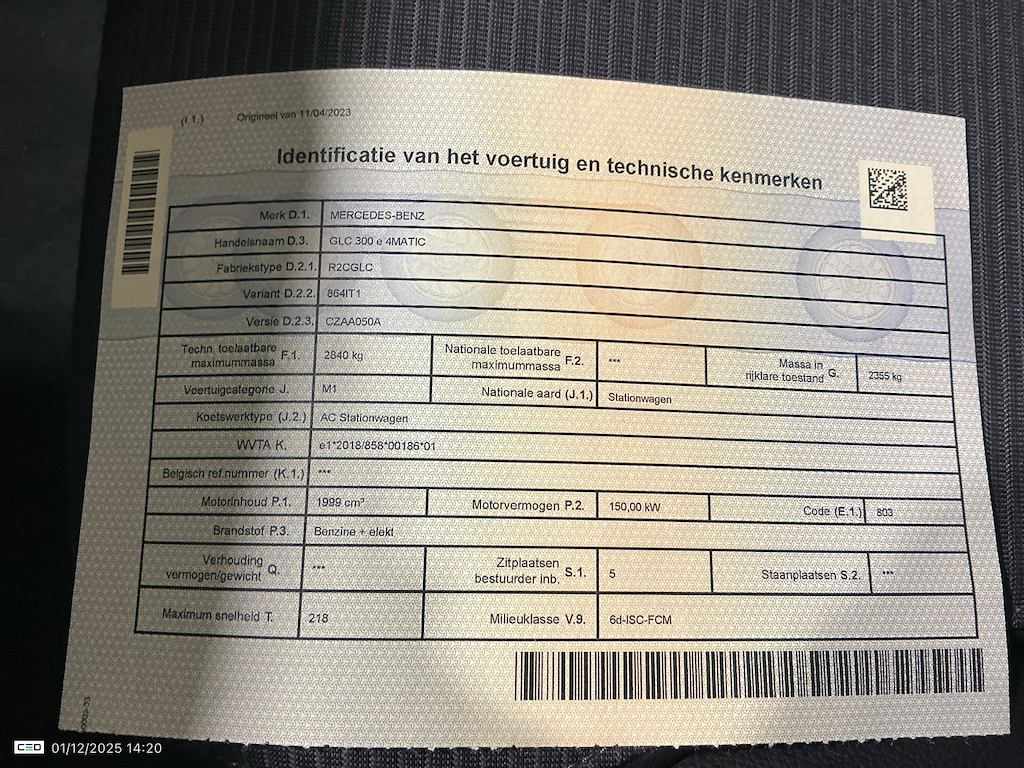 (I.1.) Origineel van 11/04/2023
Identificatie van het voertuig en technische kenmerken
Merk D.1. MERCEDES-BENZ
Handelsnaam D.3. GLC 300 e 4MATIC
Fabriekstype D.2.1. R2CGLC
Variant D.2.2. 864IT1
Versie D.2.3. CZAA050A
Techn. toelaatbare maximummassa F.1. 2840 kg Nationale toelaatbare maximummassa F.2. *** Massa in rijklare toestand G. 2355 kg
Voertuigcategorie J. M1 Nationale aard (J.1.) Stationwagen
Koetswerktype (J.2.) AC Stationwagen
WVTA K. e1*2018/858*00186*01
Belgisch ref.nummer (K.1.) ***
Motorinhoud P.1. 1999 cm³ Motorvermogen P.2. 150,00 kW Code (E.1.) 803
Brandstof P.3. Benzine + elekt
Verhouding vermogen/gewicht Q. *** Zitplaatsen bestuurder inb. S.1. 5 Staanplaatsen S.2. ***
Maximum snelheid T. 218 Milieuklasse V.9. 6d-ISC-FCM
01/12/2025 14:20